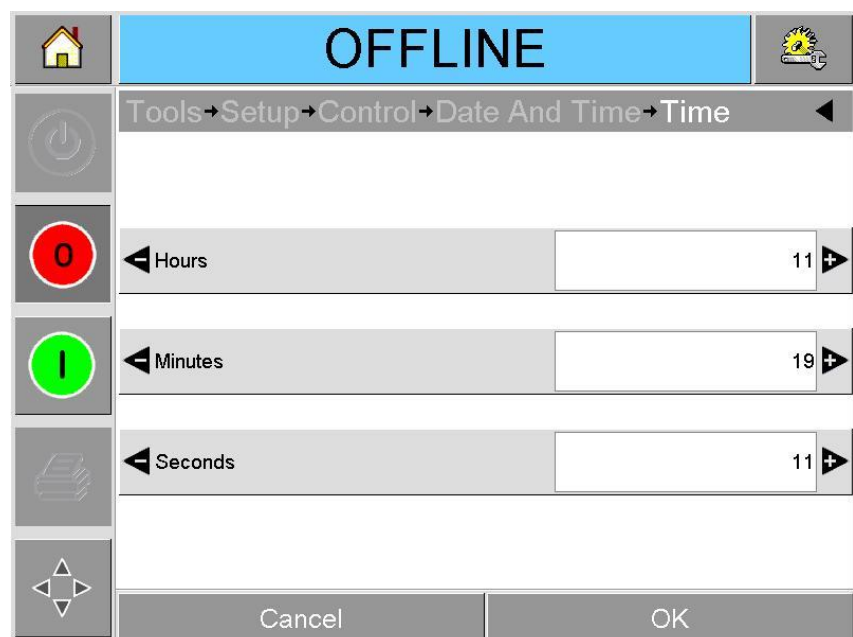 OFFLINE
Tools→Setup→Control→Date And Time→Time
0
Hours
11
I
Minutes
19
Seconds
11
Cancel
OK